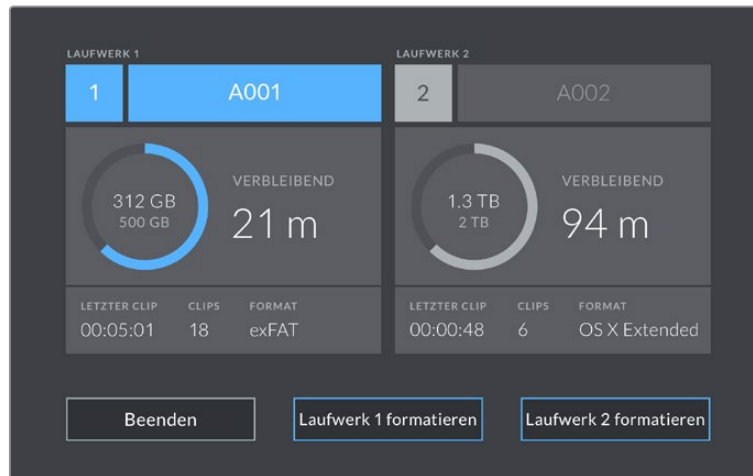 LAUFWERK 1
1 A001
312 GB
500 GB
VERBLEIBEND
21 m
LETZTER CLIP CLIPS FORMAT
00:05:01 18 exFAT
LAUFWERK 2
2 A002
1.3 TB
2 TB
VERBLEIBEND
94 m
LETZTER CLIP CLIPS FORMAT
00:00:48 6 OS X Extended
Beenden
Laufwerk 1 formatieren
Laufwerk 2 formatieren